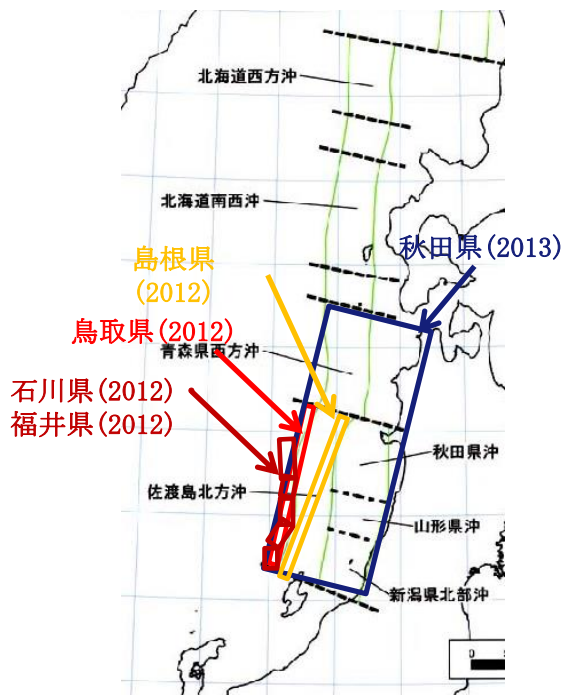 北海道西方沖
北海道南西沖
秋田県(2013)
島根県
(2012)
鳥取県(2012)
青森県西方沖
石川県(2012)
福井県(2012)
秋田県沖
佐渡島北方沖
山形県沖
新潟県北部沖
0